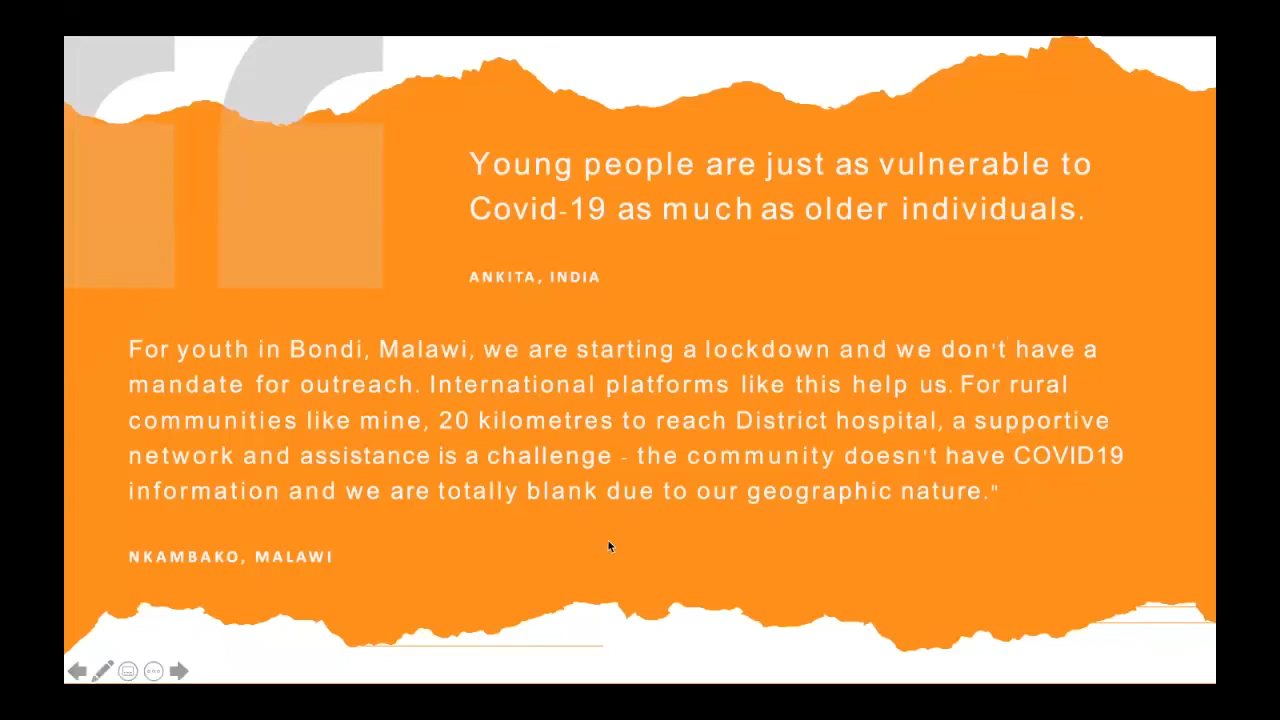 Young people are just as vulnerable to
Covid-19 as much as older individuals.
ANKITA, INDIA
For youth in Bondi, Malawi, we are starting a lockdown and we don't have a
mandate for outreach. International platforms like this help us. For rural
communities like mine, 20 kilometres to reach District hospital, a supportive
network and assistance is a challenge - the community doesn't have COVID19
information and we are totally blank due to our geographic nature."
NKAMBAKO, MALAWI